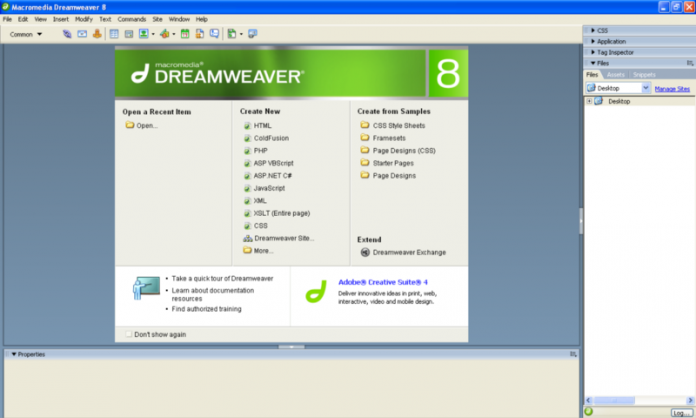 Macromedia Dreamweaver 8
File Edit View Insert Modify Text Commands Site Window Help
Common
macromedia®
DREAMWEAVER®
8
Open a Recent Item
Open...
Create New
HTML
ColdFusion
PHP
ASP VBScript
ASP.NET C#
JavaScript
XML
XSLT (Entire page)
CSS
Dreamweaver Site...
More...
Create from Samples
CSS Style Sheets
Framesets
Page Designs (CSS)
Starter Pages
Page Designs
Extend
Dreamweaver Exchange
Take a quick tour of Dreamweaver
Learn about documentation
resources
Find authorized training
Adobe® Creative Suite® 4
Deliver innovative ideas in print, web,
interactive, video and mobile design.
Don't show again
Properties
CSS
Application
Tag Inspector
Files
Files Assets Snippets
Desktop Manage Sites
Desktop
Log...